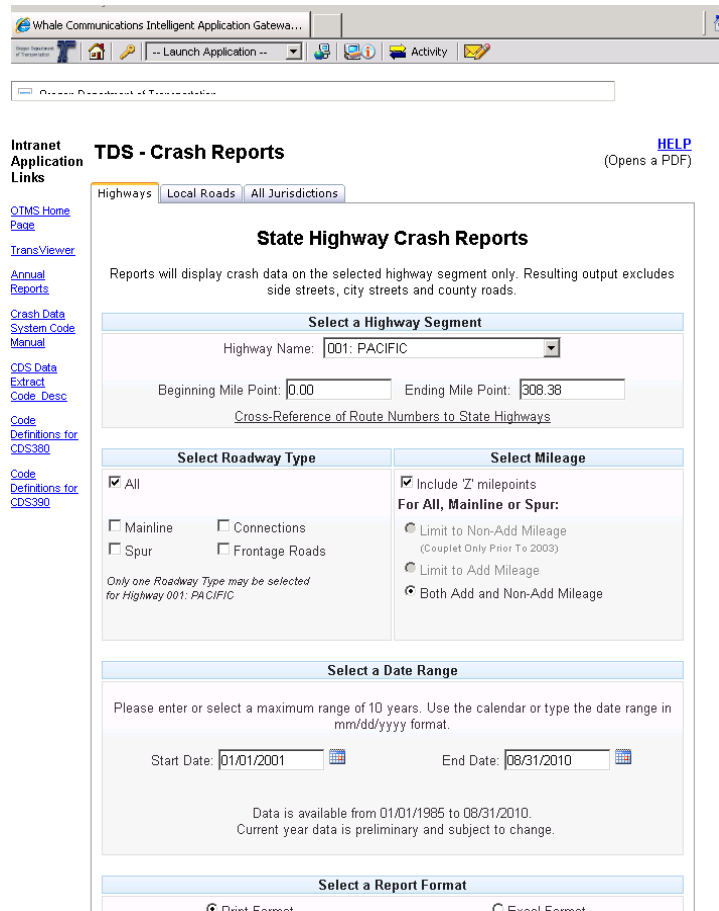 Whale Communications Intelligent Application Gatewa...
-- Launch Application --
Activity
Oregon Department of Transportation
Intranet
Application
Links
TDS - Crash Reports
HELP
(Opens a PDF)
Highways
Local Roads
All Jurisdictions
OTMS Home
Page
TransViewer
Annual
Reports
Crash Data
System Code
Manual
CDS Data
Extract
Code_Desc
Code
Definitions for
CDS380
Code
Definitions for
CDS390
State Highway Crash Reports
Reports will display crash data on the selected highway segment only. Resulting output excludes
side streets, city streets and county roads.
Select a Highway Segment
Highway Name: 001: PACIFIC
Beginning Mile Point: 0.00 Ending Mile Point: 308.38
Cross-Reference of Route Numbers to State Highways
Select Roadway Type
All
Mainline Connections
Spur Frontage Roads
Only one Roadway Type may be selected
for Highway 001: PACIFIC
Select Mileage
Include 'Z' milepoints
For All, Mainline or Spur:
Limit to Non-Add Mileage
(Couplet Only Prior To 2003)
Limit to Add Mileage
Both Add and Non-Add Mileage
Select a Date Range
Please enter or select a maximum range of 10 years. Use the calendar or type the date range in
mm/dd/yyyy format.
Start Date: 01/01/2001 End Date: 08/31/2010
Data is available from 01/01/1985 to 08/31/2010.
Current year data is preliminary and subject to change.
Select a Report Format
Print Format Excel Format